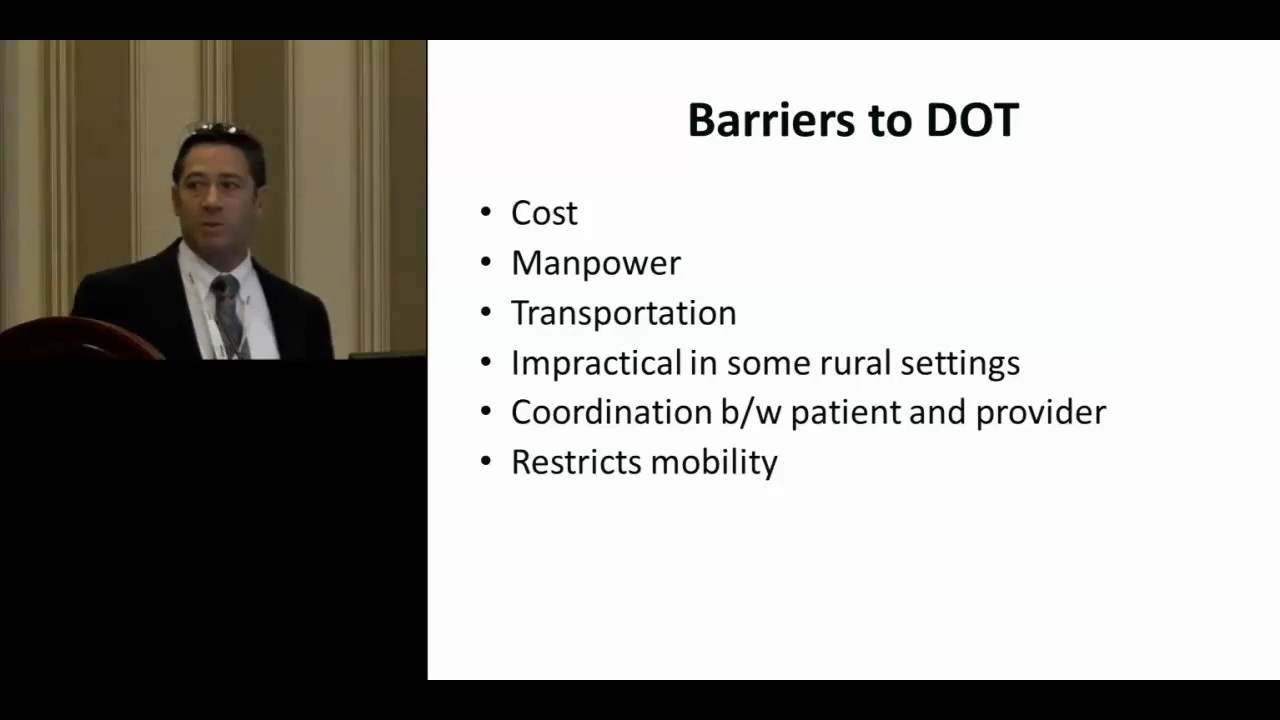 Barriers to DOT
• Cost
• Manpower
• Transportation
• Impractical in some rural settings
• Coordination b/w patient and provider
• Restricts mobility